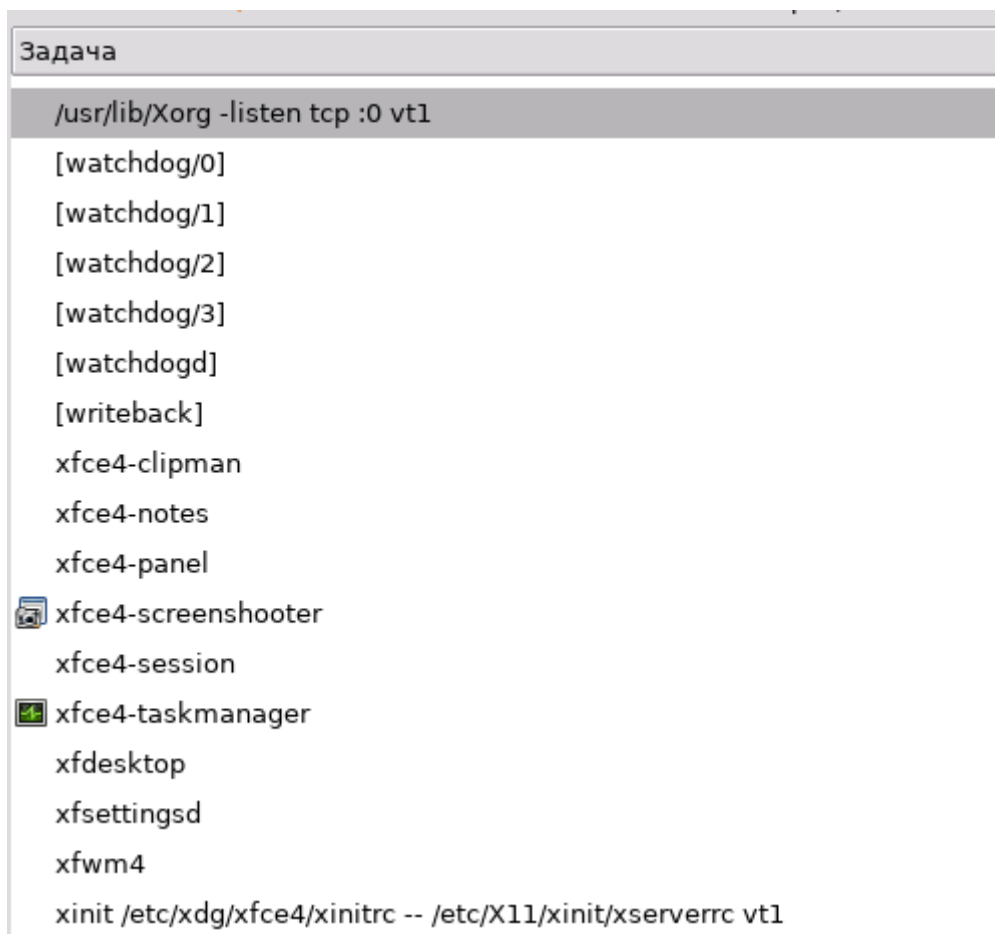 Задача
/usr/lib/Xorg -listen tcp :0 vt1
[watchdog/0]
[watchdog/1]
[watchdog/2]
[watchdog/3]
[watchdogd]
[writeback]
xfce4-clipman
xfce4-notes
xfce4-panel
xfce4-screenshooter
xfce4-session
xfce4-taskmanager
xfdesktop
xfsettingsd
xfwm4
xinit /etc/xdg/xfce4/xinitrc -- /etc/X11/xinit/xserverrc vt1